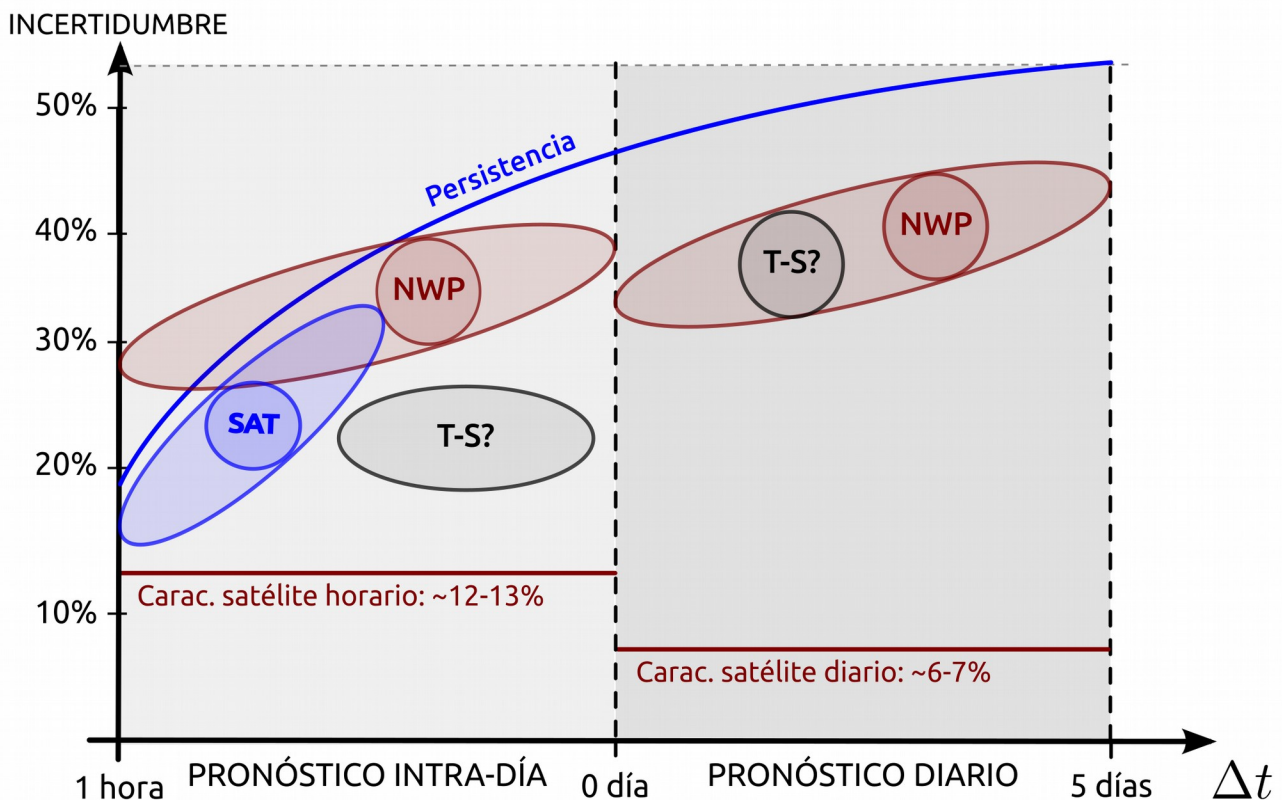 INCERTIDUMBRE
50%
40%
30%
20%
10%
Persistencia
NWP
SAT
T-S?
T-S?
NWP
Carac. satélite horario: ~12-13%
Carac. satélite diario: ~6-7%
1 hora
PRONÓSTICO INTRA-DÍA
0 día
PRONÓSTICO DIARIO
5 días
Δt